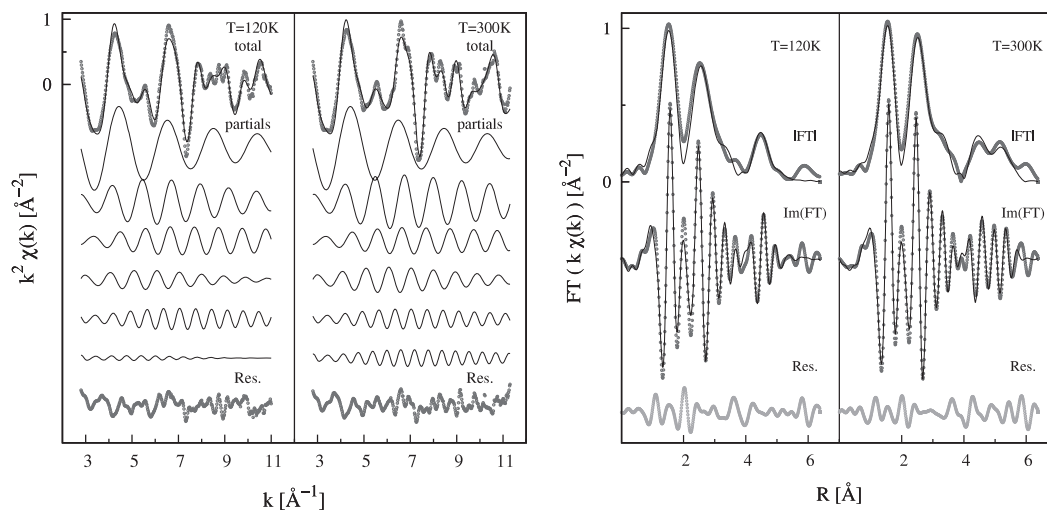 1
0
k² χ(k) [Å⁻²]
T=120K
total
partials
Res.
T=300K
total
partials
Res.
3 5 7 9 11
3 5 7 9 11
k [Å⁻¹]
1
0
FT ( k χ( k ) ) [Å⁻²]
T=120K
|FT|
Im(FT)
Res.
T=300K
|FT|
Im(FT)
Res.
2 4 6
2 4 6
R [Å]